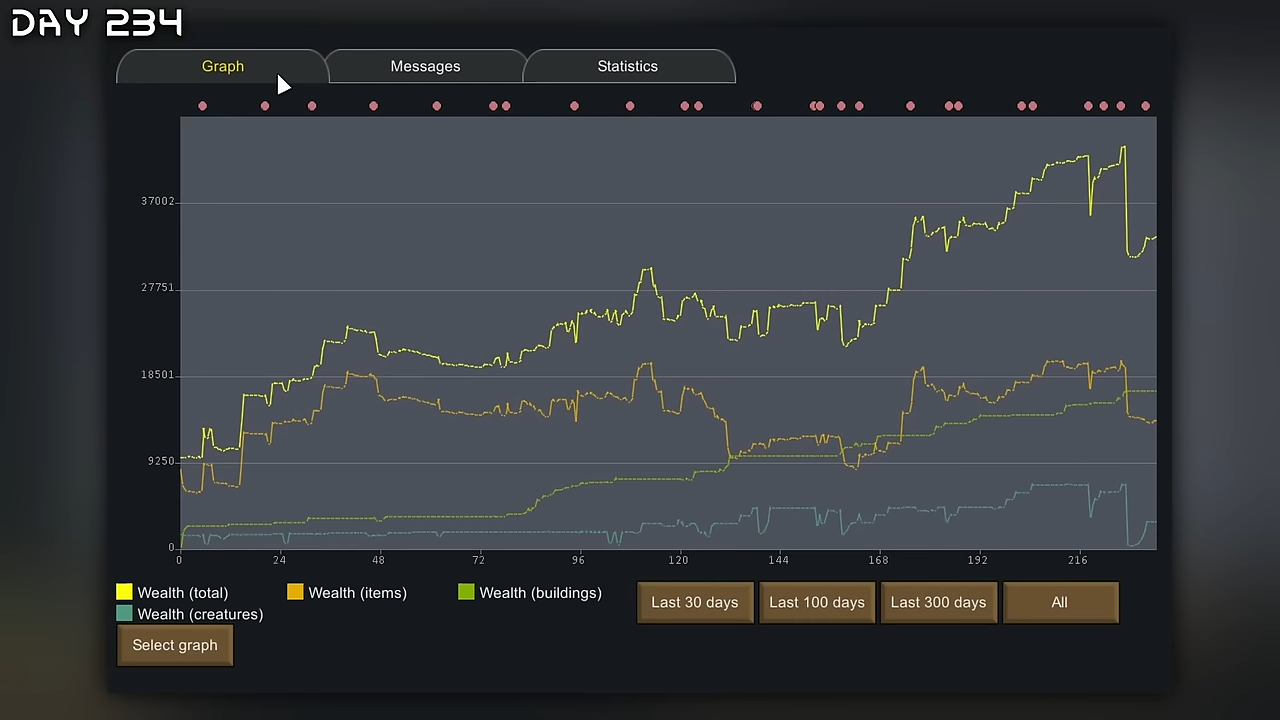 DAY 234
Graph Messages Statistics
37002
27751
18501
9250
0
0 24 48 72 96 120 144 168 192 216
Wealth (total) Wealth (items) Wealth (buildings)
Wealth (creatures)
Last 30 days Last 100 days Last 300 days All
Select graph